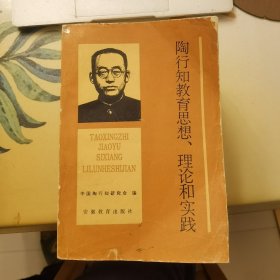 陶行知教育思想、理论和实践
TAOXINGZHI
JIAOYU
SIXIANG
LILUNHESHIJIAN
中国陶行知研究会 编
安徽教育出版社